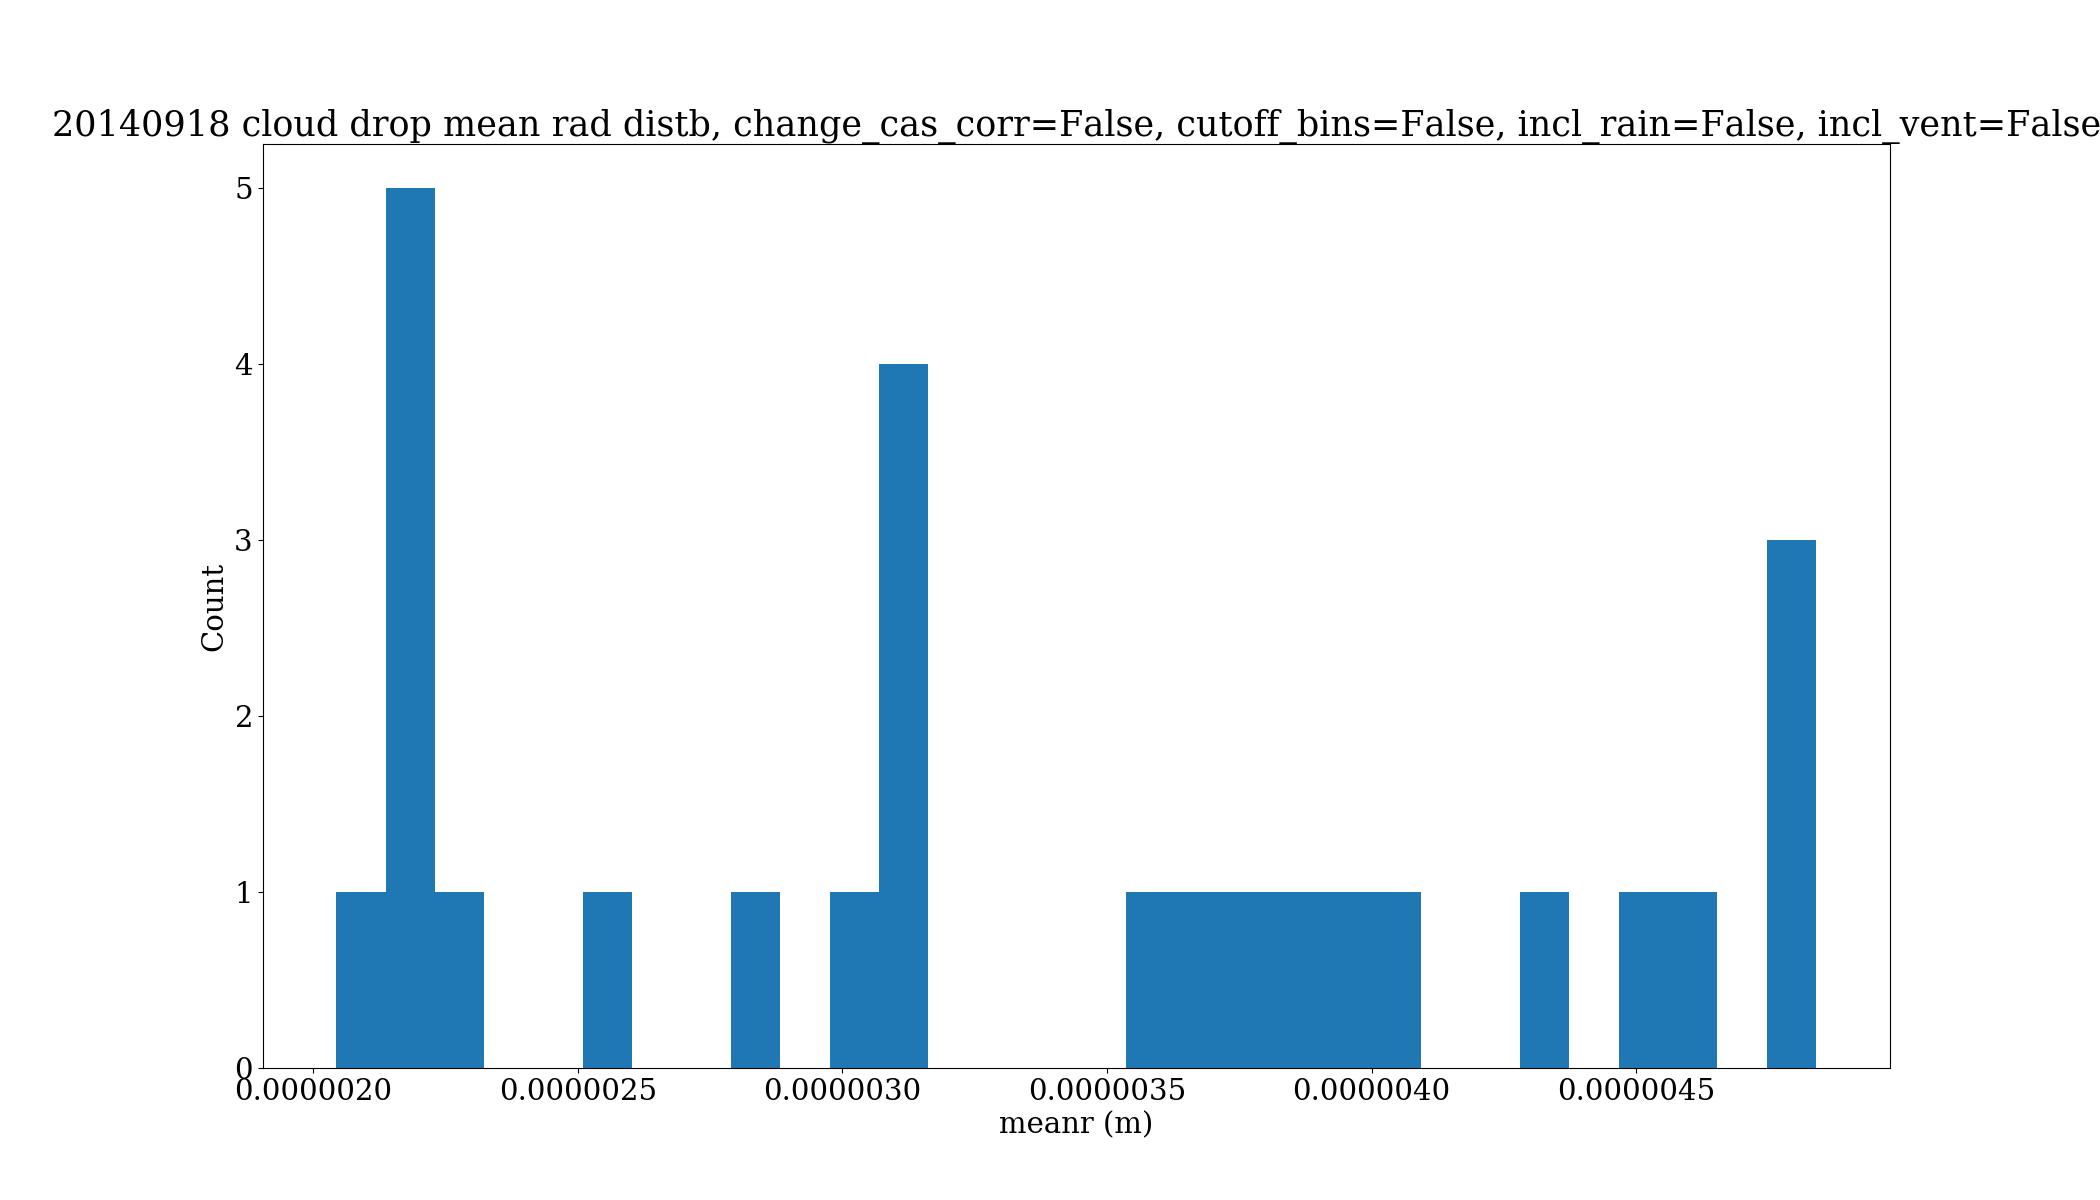 20140918 cloud drop mean rad distb, change_cas_corr=False, cutoff_bins=False, incl_rain=False, incl_vent=False
5
4
3
2
1
0
Count
0.0000020 0.0000025 0.0000030 0.0000035 0.0000040 0.0000045
meanr (m)